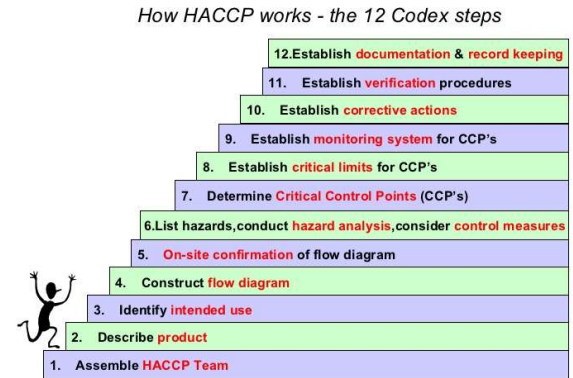 How HACCP works - the 12 Codex steps
12.Establish documentation & record keeping
11. Establish verification procedures
10. Establish corrective actions
9. Establish monitoring system for CCP's
8. Establish critical limits for CCP's
7. Determine Critical Control Points (CCP's)
6.List hazards,conduct hazard analysis,consider control measures
5. On-site confirmation of flow diagram
4. Construct flow diagram
3. Identify intended use
2. Describe product
1. Assemble HACCP Team